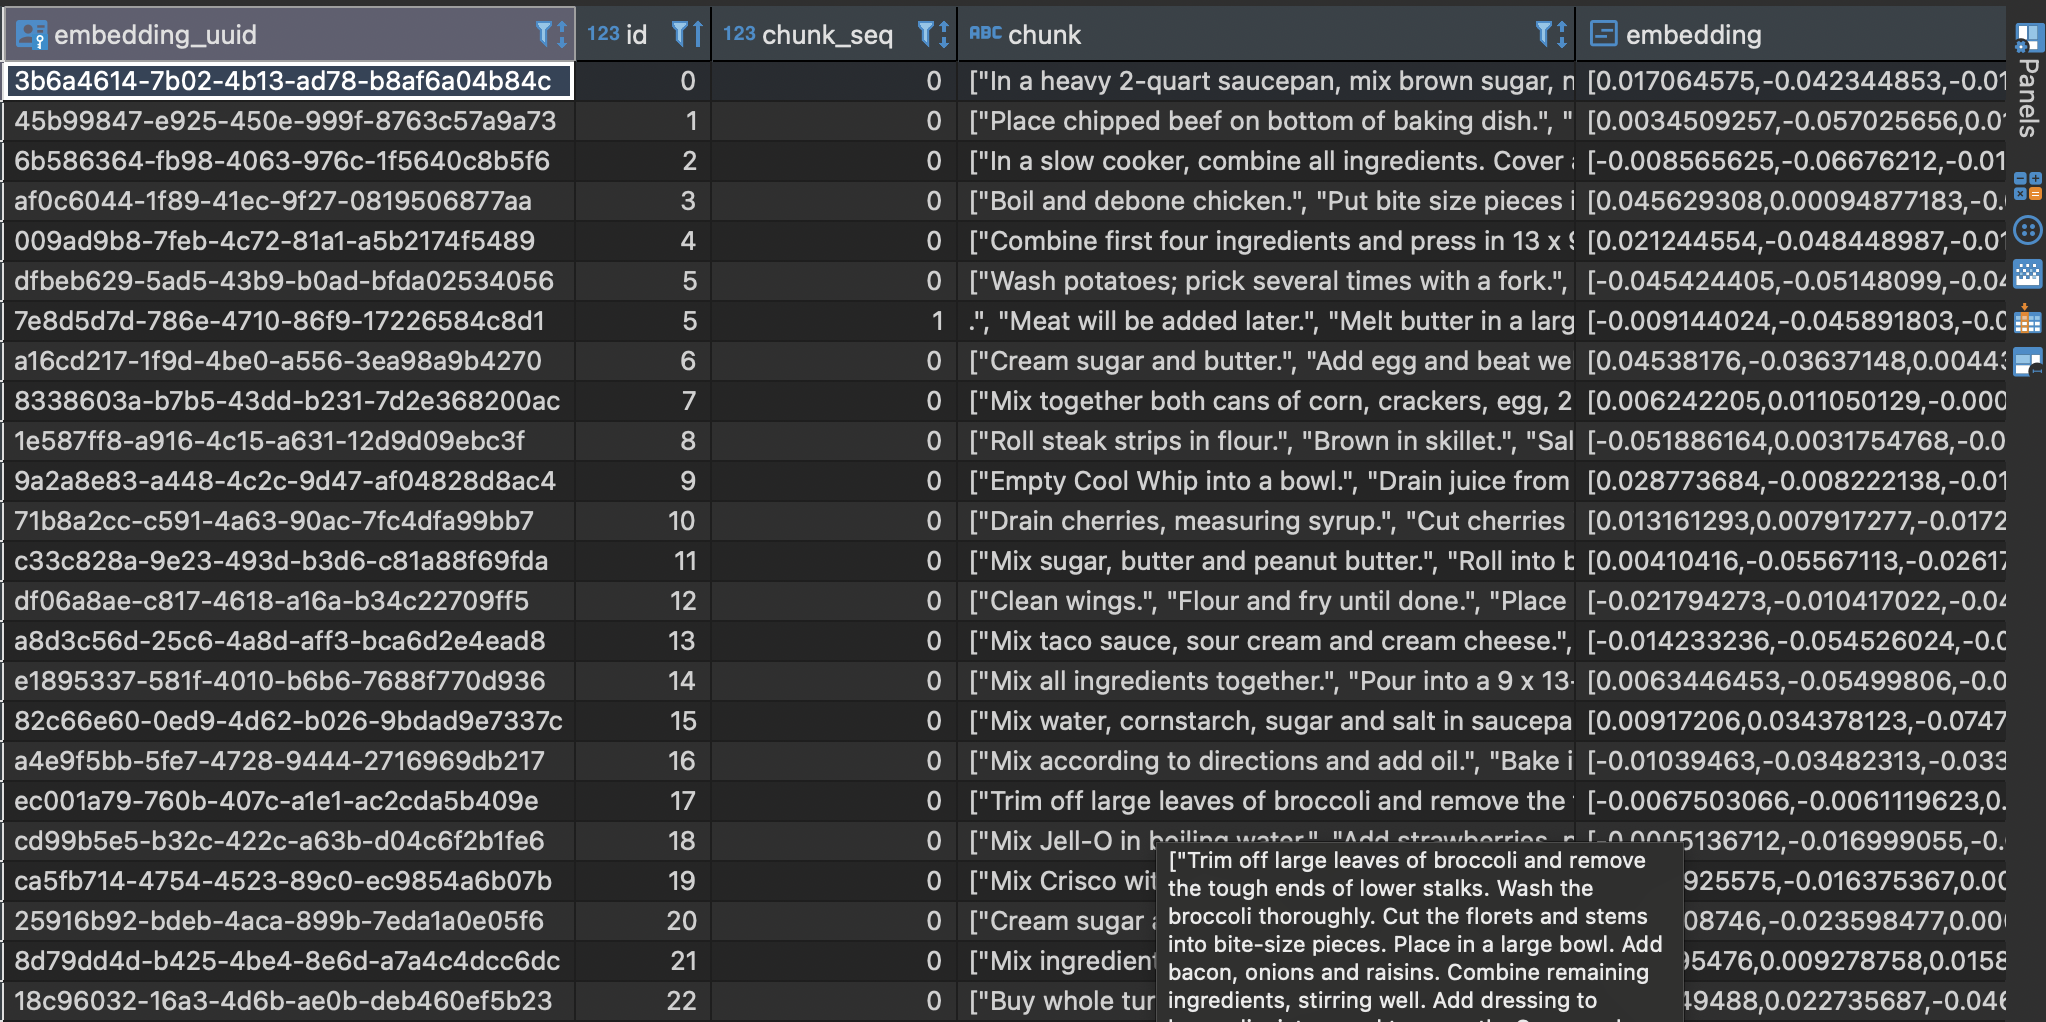 embedding_uuid 123 id 123 chunk_seq ABC chunk embedding
3b6a4614-7b02-4b13-ad78-b8af6a04b84c 0 0 ["In a heavy 2-quart saucepan, mix brown sugar, [0.017064575,-0.042344853,-0.01
45b99847-e925-450e-999f-8763c57a9a73 1 0 ["Place chipped beef on bottom of baking dish.", " [0.0034509257,-0.057025656,0.0
6b586364-fb98-4063-976c-1f5640c8b5f6 2 0 ["In a slow cooker, combine all ingredients. Cover [-0.008565625,-0.06676212,-0.01
af0c6044-1f89-41ec-9f27-0819506877aa 3 0 ["Boil and debone chicken.", "Put bite size pieces [0.045629308,0.00094877183,-0.
009ad9b8-7feb-4c72-81a1-a5b2174f5489 4 0 ["Combine first four ingredients and press in 13 x 9 [0.021244554,-0.048448987,-0.01
dfbeb629-5ad5-43b9-b0ad-bfda02534056 5 0 ["Wash potatoes; prick several times with a fork.", [-0.045424405,-0.05148099,-0.04
7e8d5d7d-786e-4710-86f9-17226584c8d1 5 1 .", "Meat will be added later.", "Melt butter in a larg [-0.009144024,-0.045891803,-0.0
a16cd217-1f9d-4be0-a556-3ea98a9b4270 6 0 ["Cream sugar and butter.", "Add egg and beat we [0.04538176,-0.03637148,0.00443
8338603a-b7b5-43dd-b231-7d2e368200ac 7 0 ["Mix together both cans of corn, crackers, egg, 2 [0.006242205,0.011050129,-0.000
1e587ff8-a916-4c15-a631-12d9d09ebc3f 8 0 ["Roll steak strips in flour.", "Brown in skillet.", "Sal [-0.051886164,0.0031754768,-0.0
9a2a8e83-a448-4c2c-9d47-af04828d8ac4 9 0 ["Empty Cool Whip into a bowl.", "Drain juice from [0.028773684,-0.008222138,-0.01
71b8a2cc-c591-4a63-90ac-7fc4dfa99bb7 10 0 ["Drain cherries, measuring syrup.", "Cut cherries [0.013161293,0.007917277,-0.0172
c33c828a-9e23-493d-b3d6-c81a88f69fda 11 0 ["Mix sugar, butter and peanut butter.", "Roll into b [0.00410416,-0.05567113,-0.02617
df06a8ae-c817-4618-a16a-b34c22709ff5 12 0 ["Clean wings.", "Flour and fry until done.", "Place [-0.021794273,-0.010417022,-0.04
a8d3c56d-25c6-4a8d-aff3-bca6d2e4ead8 13 0 ["Mix taco sauce, sour cream and cream cheese.", [-0.014233236,-0.054526024,-0.0
e1895337-581f-4010-b6b6-7688f770d936 14 0 ["Mix all ingredients together.", "Pour into a 9 x 13- [0.0063446453,-0.05499806,-0.0
82c66e60-0ed9-4d62-b026-9bdad9e7337c 15 0 ["Mix water, cornstarch, sugar and salt in saucepa [0.00917206,0.034378123,-0.0747
a4e9f5bb-5fe7-4728-9444-2716969db217 16 0 ["Mix according to directions and add oil.", "Bake i [-0.01039463,-0.03482313,-0.033
ec001a79-760b-407c-a1e1-ac2cda5b409e 17 0 ["Trim off large leaves of broccoli and remove the [-0.0067503066,-0.0061119623,0.
cd99b5e5-b32c-422c-a63b-d04c6f2b1fe6 18 0 ["Mix Jell-O in boiling water.", "Add strawberries, [-0.0005136712,-0.016999055,-0.
ca5fb714-4754-4523-89c0-ec9854a6b07b 19 0 ["Mix Crisco wit 925575,-0.016375367,0.00
25916b92-bdeb-4aca-899b-7eda1a0e05f6 20 0 ["Cream sugar 08746,-0.023598477,0.00
8d79dd4d-b425-4be4-8e6d-a7a4c4dcc6dc 21 0 ["Mix ingredient 95476,0.009278758,0.0158
18c96032-16a3-4d6b-ae0b-deb460ef5b23 22 0 ["Buy whole tur 49488,0.022735687,-0.046
["Trim off large leaves of broccoli and remove
the tough ends of lower stalks. Wash the
broccoli thoroughly. Cut the florets and stems
into bite-size pieces. Place in a large bowl. Add
bacon, onions and raisins. Combine remaining
ingredients, stirring well. Add dressing to
Panels